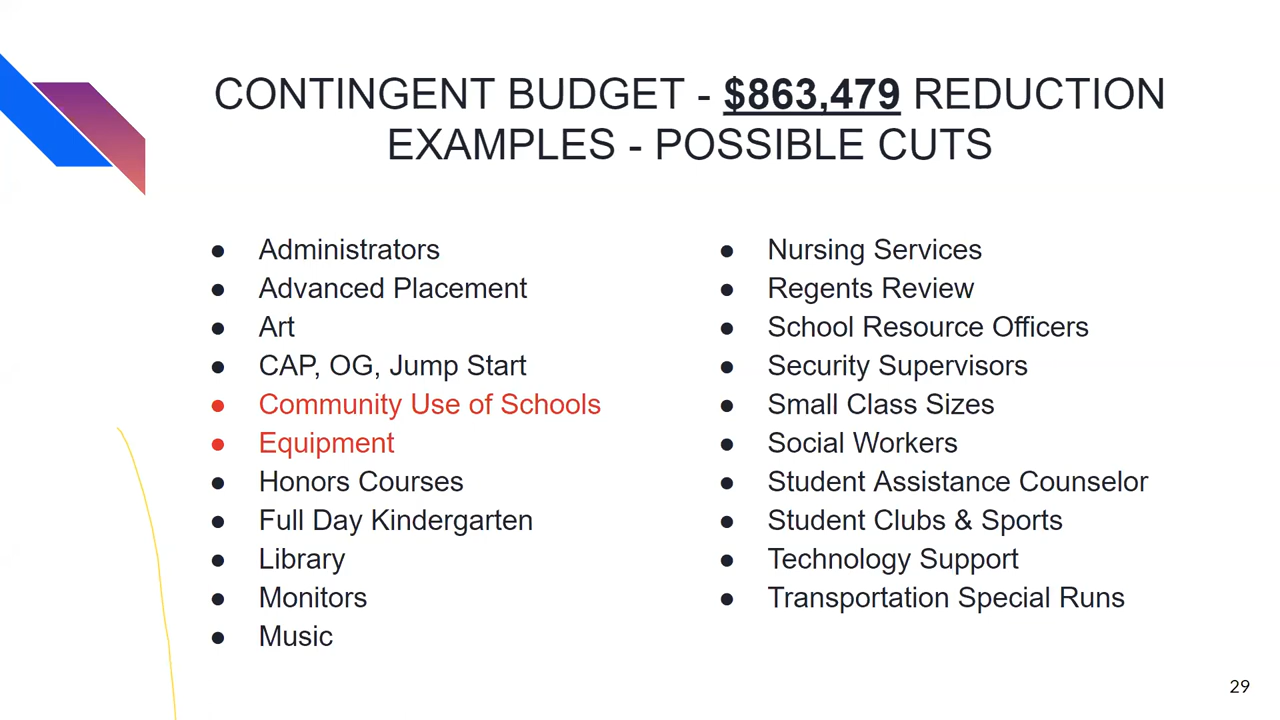 CONTINGENT BUDGET - $863,479 REDUCTION
EXAMPLES - POSSIBLE CUTS
● Administrators
● Advanced Placement
● Art
● CAP, OG, Jump Start
● Community Use of Schools
● Equipment
● Honors Courses
● Full Day Kindergarten
● Library
● Monitors
● Music
● Nursing Services
● Regents Review
● School Resource Officers
● Security Supervisors
● Small Class Sizes
● Social Workers
● Student Assistance Counselor
● Student Clubs & Sports
● Technology Support
● Transportation Special Runs
29